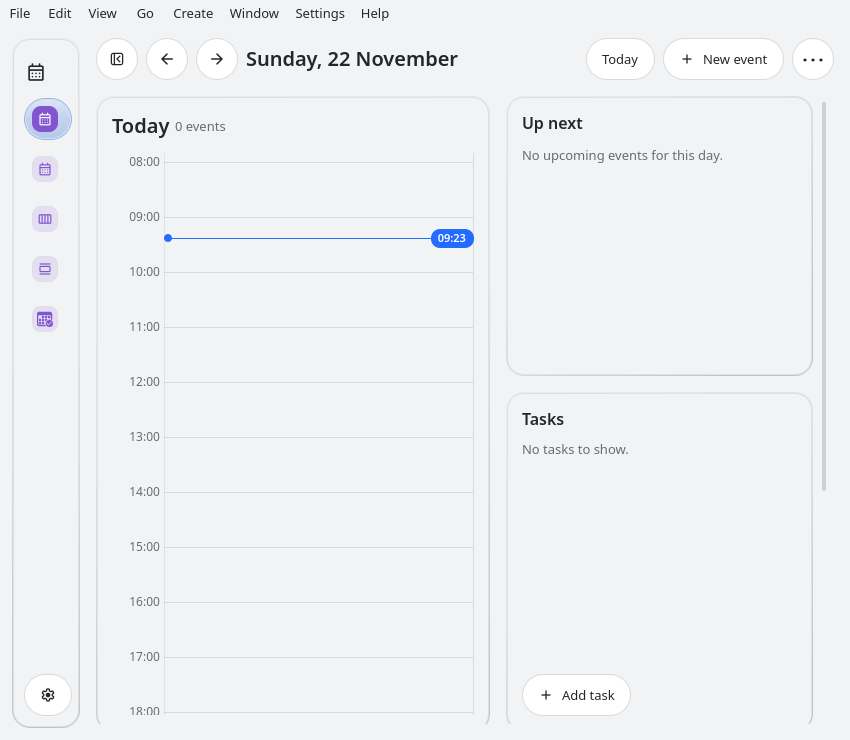 File Edit View Go Create Window Settings Help
Sunday, 22 November
Today
New event
Today 0 events
08:00
09:00
09:23
10:00
11:00
12:00
13:00
14:00
15:00
16:00
17:00
18:00
Up next
No upcoming events for this day.
Tasks
No tasks to show.
Add task